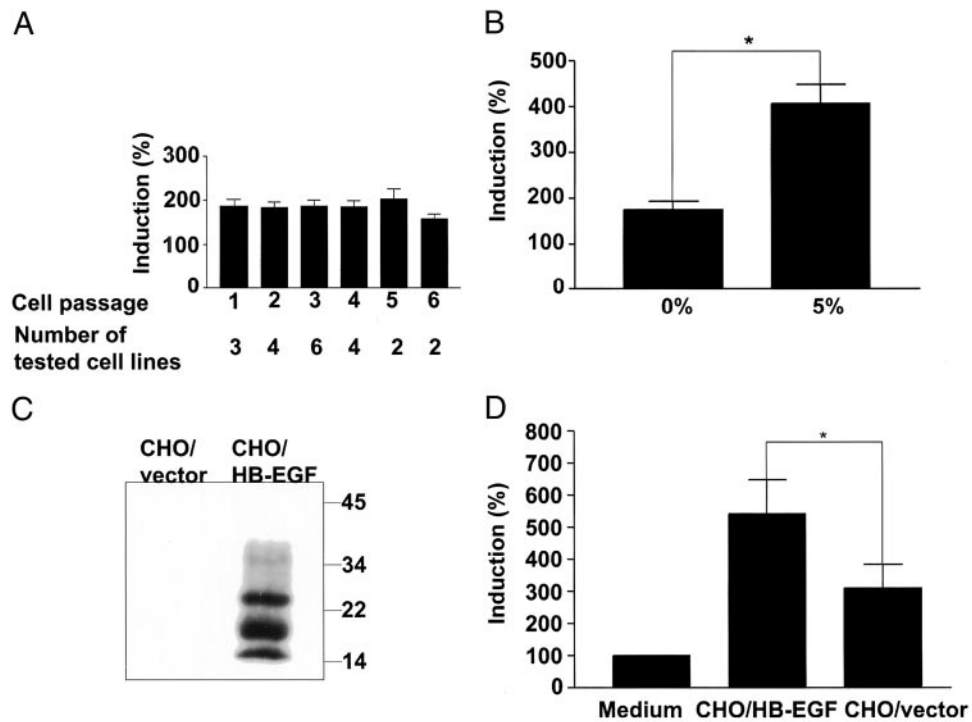 A
Induction (%)
300
200
100
0
Cell passage
1 2 3 4 5 6
Number of
tested cell lines
3 4 6 4 2 2
B
Induction (%)
500
400
300
200
100
0
*
0% 5%
C
CHO/
vector
CHO/
HB-EGF
45
34
22
14
D
Induction (%)
800
700
600
500
400
300
200
100
0
*
Medium CHO/HB-EGF CHO/vector